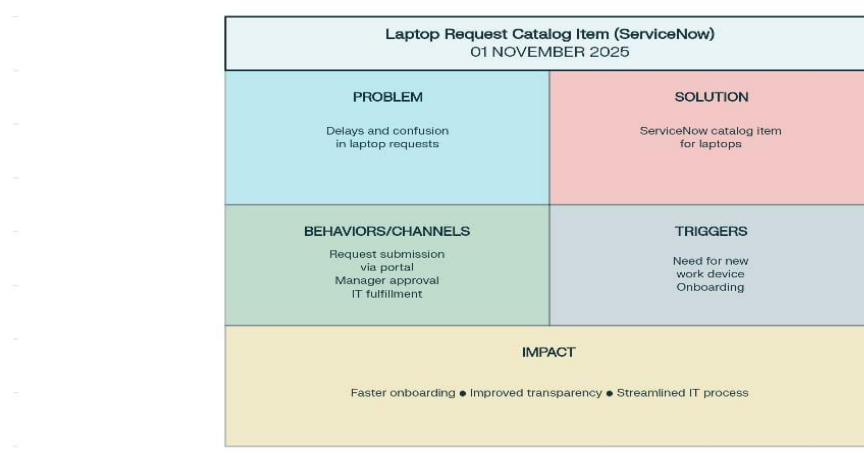 Laptop Request Catalog Item (ServiceNow)
01 NOVEMBER 2025
PROBLEM
Delays and confusion
in laptop requests
SOLUTION
ServiceNow catalog item
for laptops
BEHAVIORS/CHANNELS
Request submission
via portal
Manager approval
IT fulfillment
TRIGGERS
Need for new
work device
Onboarding
IMPACT
Faster onboarding ● Improved transparency ● Streamlined IT process